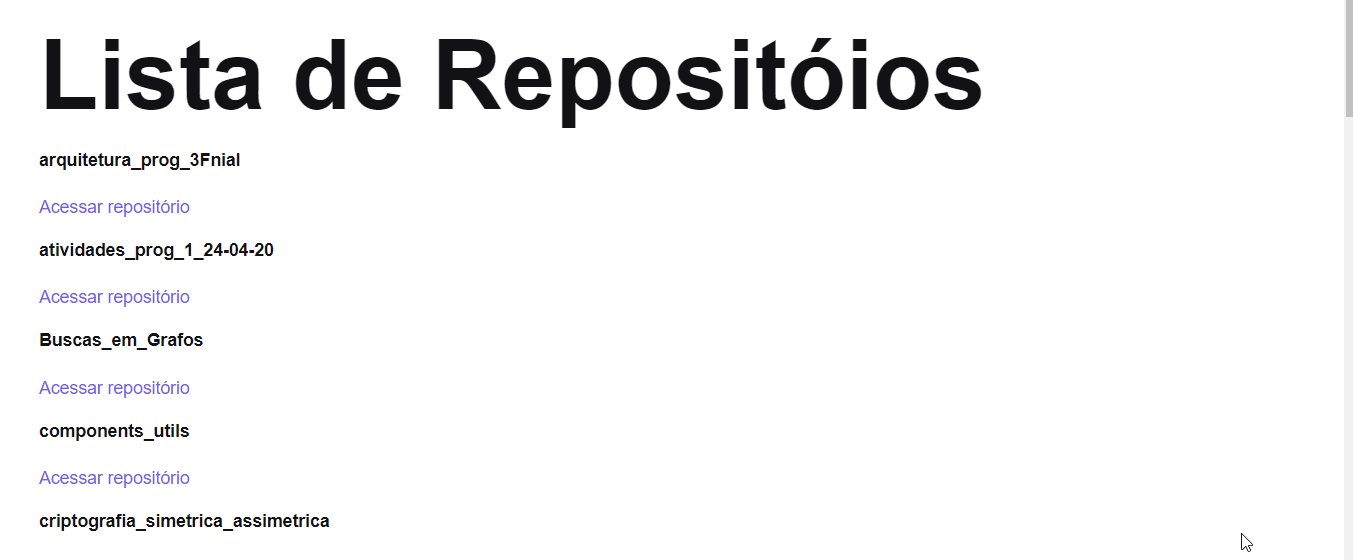 Lista de Repositóios
arquitetura_prog_3Fnial
Acessar repositório
atividades_prog_1_24-04-20
Acessar repositório
Buscas_em_Grafos
Acessar repositório
components_utils
Acessar repositório
criptografia_simetrica_assimetrica